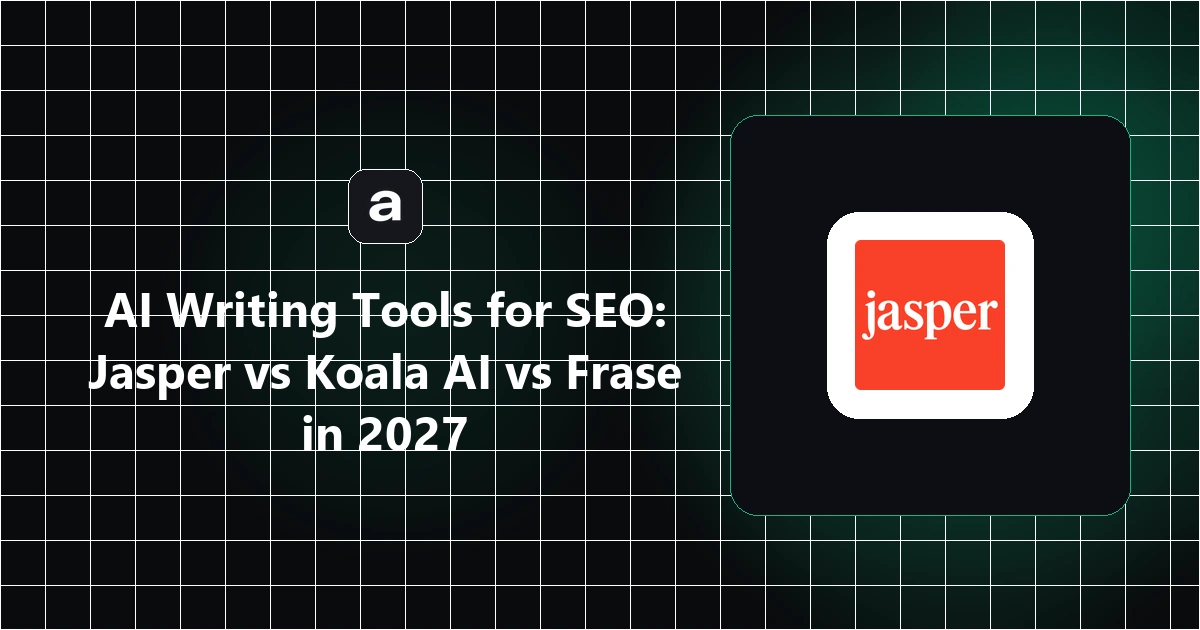 a
AI Writing Tools for SEO:
Jasper vs Koala AI vs Frase
in 2027
jasper